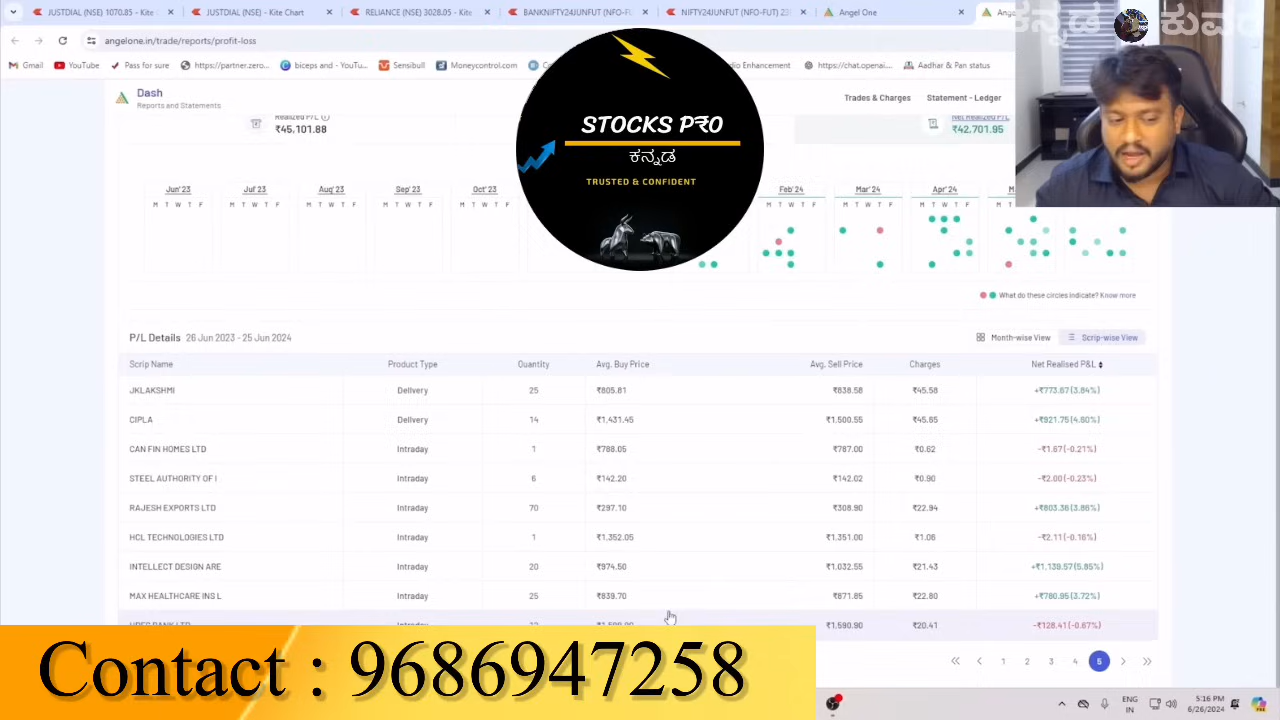 JUSTDIAL (NSE) 1070.85 - Kite C
JUSTDIAL (NSE) - Kite Chart
RELIANCE (NSE) 3028.05 - Kite
BANKNIFTY24JUNFUT (NFO-FU
NIFTY24JUNFUT (NFO-FUT) 23
Angel One
Ang
ಕನ್ನಡ
angelone.in/trade/reports/profit-loss
Gmail
YouTube
Pass for sure
https://partner.zero...
biceps and - YouTu...
Sensibull
Moneycontrol.com
dio Enhancement
https://chat.openai....
Aadhar & Pan status
Dash
Reports and Statements
Trades & Charges
Statement - Ledger
Realized P/L
₹45,101.88
Net Realized P/L
₹42,701.95
STOCKS PRO
ಕನ್ನಡ
TRUSTED & CONFIDENT
Jun' 23
Jul' 23
Aug' 23
Sep' 23
Oct' 23
Feb' 24
Mar' 24
Apr' 24
M T W T F
M T W T F
M T W T F
M T W T F
M T W T F
M T W T F
M T W T F
M T W T F
What do these circles indicate? Know more
P/L Details 26 Jun 2023 - 25 Jun 2024
Month-wise View
Scrip-wise View
Scrip Name Product Type Quantity Avg. Buy Price Avg. Sell Price Charges Net Realised P&L
JKLAKSHMI Delivery 25 ₹805.81 ₹838.58 ₹45.58 +₹773.67 (3.84%)
CIPLA Delivery 14 ₹1,431.45 ₹1,500.55 ₹45.65 +₹921.75 (4.60%)
CAN FIN HOMES LTD Intraday 1 ₹788.05 ₹787.00 ₹0.62 -₹1.67 (-0.21%)
STEEL AUTHORITY OF I Intraday 6 ₹142.20 ₹142.02 ₹0.90 -₹2.00 (-0.23%)
RAJESH EXPORTS LTD Intraday 70 ₹297.10 ₹308.90 ₹22.94 +₹803.36 (3.86%)
HCL TECHNOLOGIES LTD Intraday 1 ₹1,352.05 ₹1,351.00 ₹1.06 -₹2.11 (-0.16%)
INTELLECT DESIGN ARE Intraday 20 ₹974.50 ₹1,032.55 ₹21.43 +₹1,139.57 (5.85%)
MAX HEALTHCARE INS L Intraday 25 ₹839.70 ₹871.85 ₹22.80 +₹780.95 (3.72%)
Intraday ₹1,590.90 ₹20.41 -₹128.41 (-0.67%)
1 2 3 4 5
Contact : 9686947258
ENG
IN
5:16 PM
6/26/2024